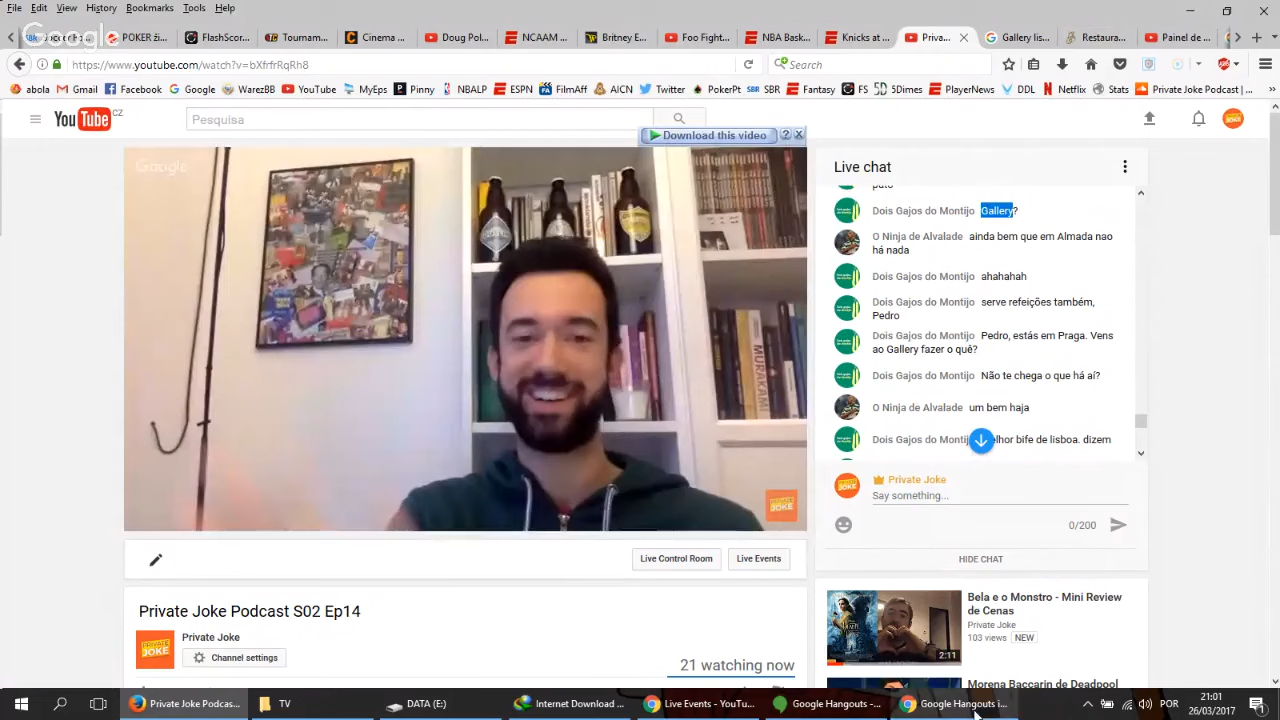 File Edit View History Bookmarks Tools Help
POKER ži... FlashScor... Tournam... Cinema ... Doug Pol... NCAAM ... Britney E... Foo Fight... NBA Bask... Knicks at ... Priva... Gallery lis... Restaura... Painel de ...
https://www.youtube.com/watch?v=bXfrfrRqRh8 Search
abola Gmail Facebook Google WarezBB YouTube MyEps Pinny NBALP ESPN FilmAff AICN Twitter PokerPt SBR 5Dimes Fantasy FS PlayerNews DDL Netflix Stats Private Joke Podcast |...
YouTube CZ Pesquisa
Download this video
Google
Live chat
puto
Dois Gajos do Montijo Gallery?
O Ninja de Alvalade ainda bem que em Almada nao
há nada
Dois Gajos do Montijo ahahahah
Dois Gajos do Montijo serve refeições também,
Pedro
Dois Gajos do Montijo Pedro, estás em Praga. Vens
ao Gallery fazer o quê?
Dois Gajos do Montijo Não te chega o que há aí?
O Ninja de Alvalade um bem haja
Dois Gajos do Montijo elhor bife de lisboa. dizem
Private Joke
Say something...
0/200
HIDE CHAT
MURAKAMI
PRIVATE JOKE
Live Control Room Live Events
Private Joke Podcast S02 Ep14
Private Joke
Channel settings
21 watching now
Bela e o Monstro - Mini Review
de Cenas
Private Joke
103 views NEW
2:11
Morena Baccarin de Deadpool
Private Joke Podcas... TV DATA (E:) Internet Download ... Live Events - YouTu... Google Hangouts -... Google Hangouts i... POR 21:01
26/03/2017